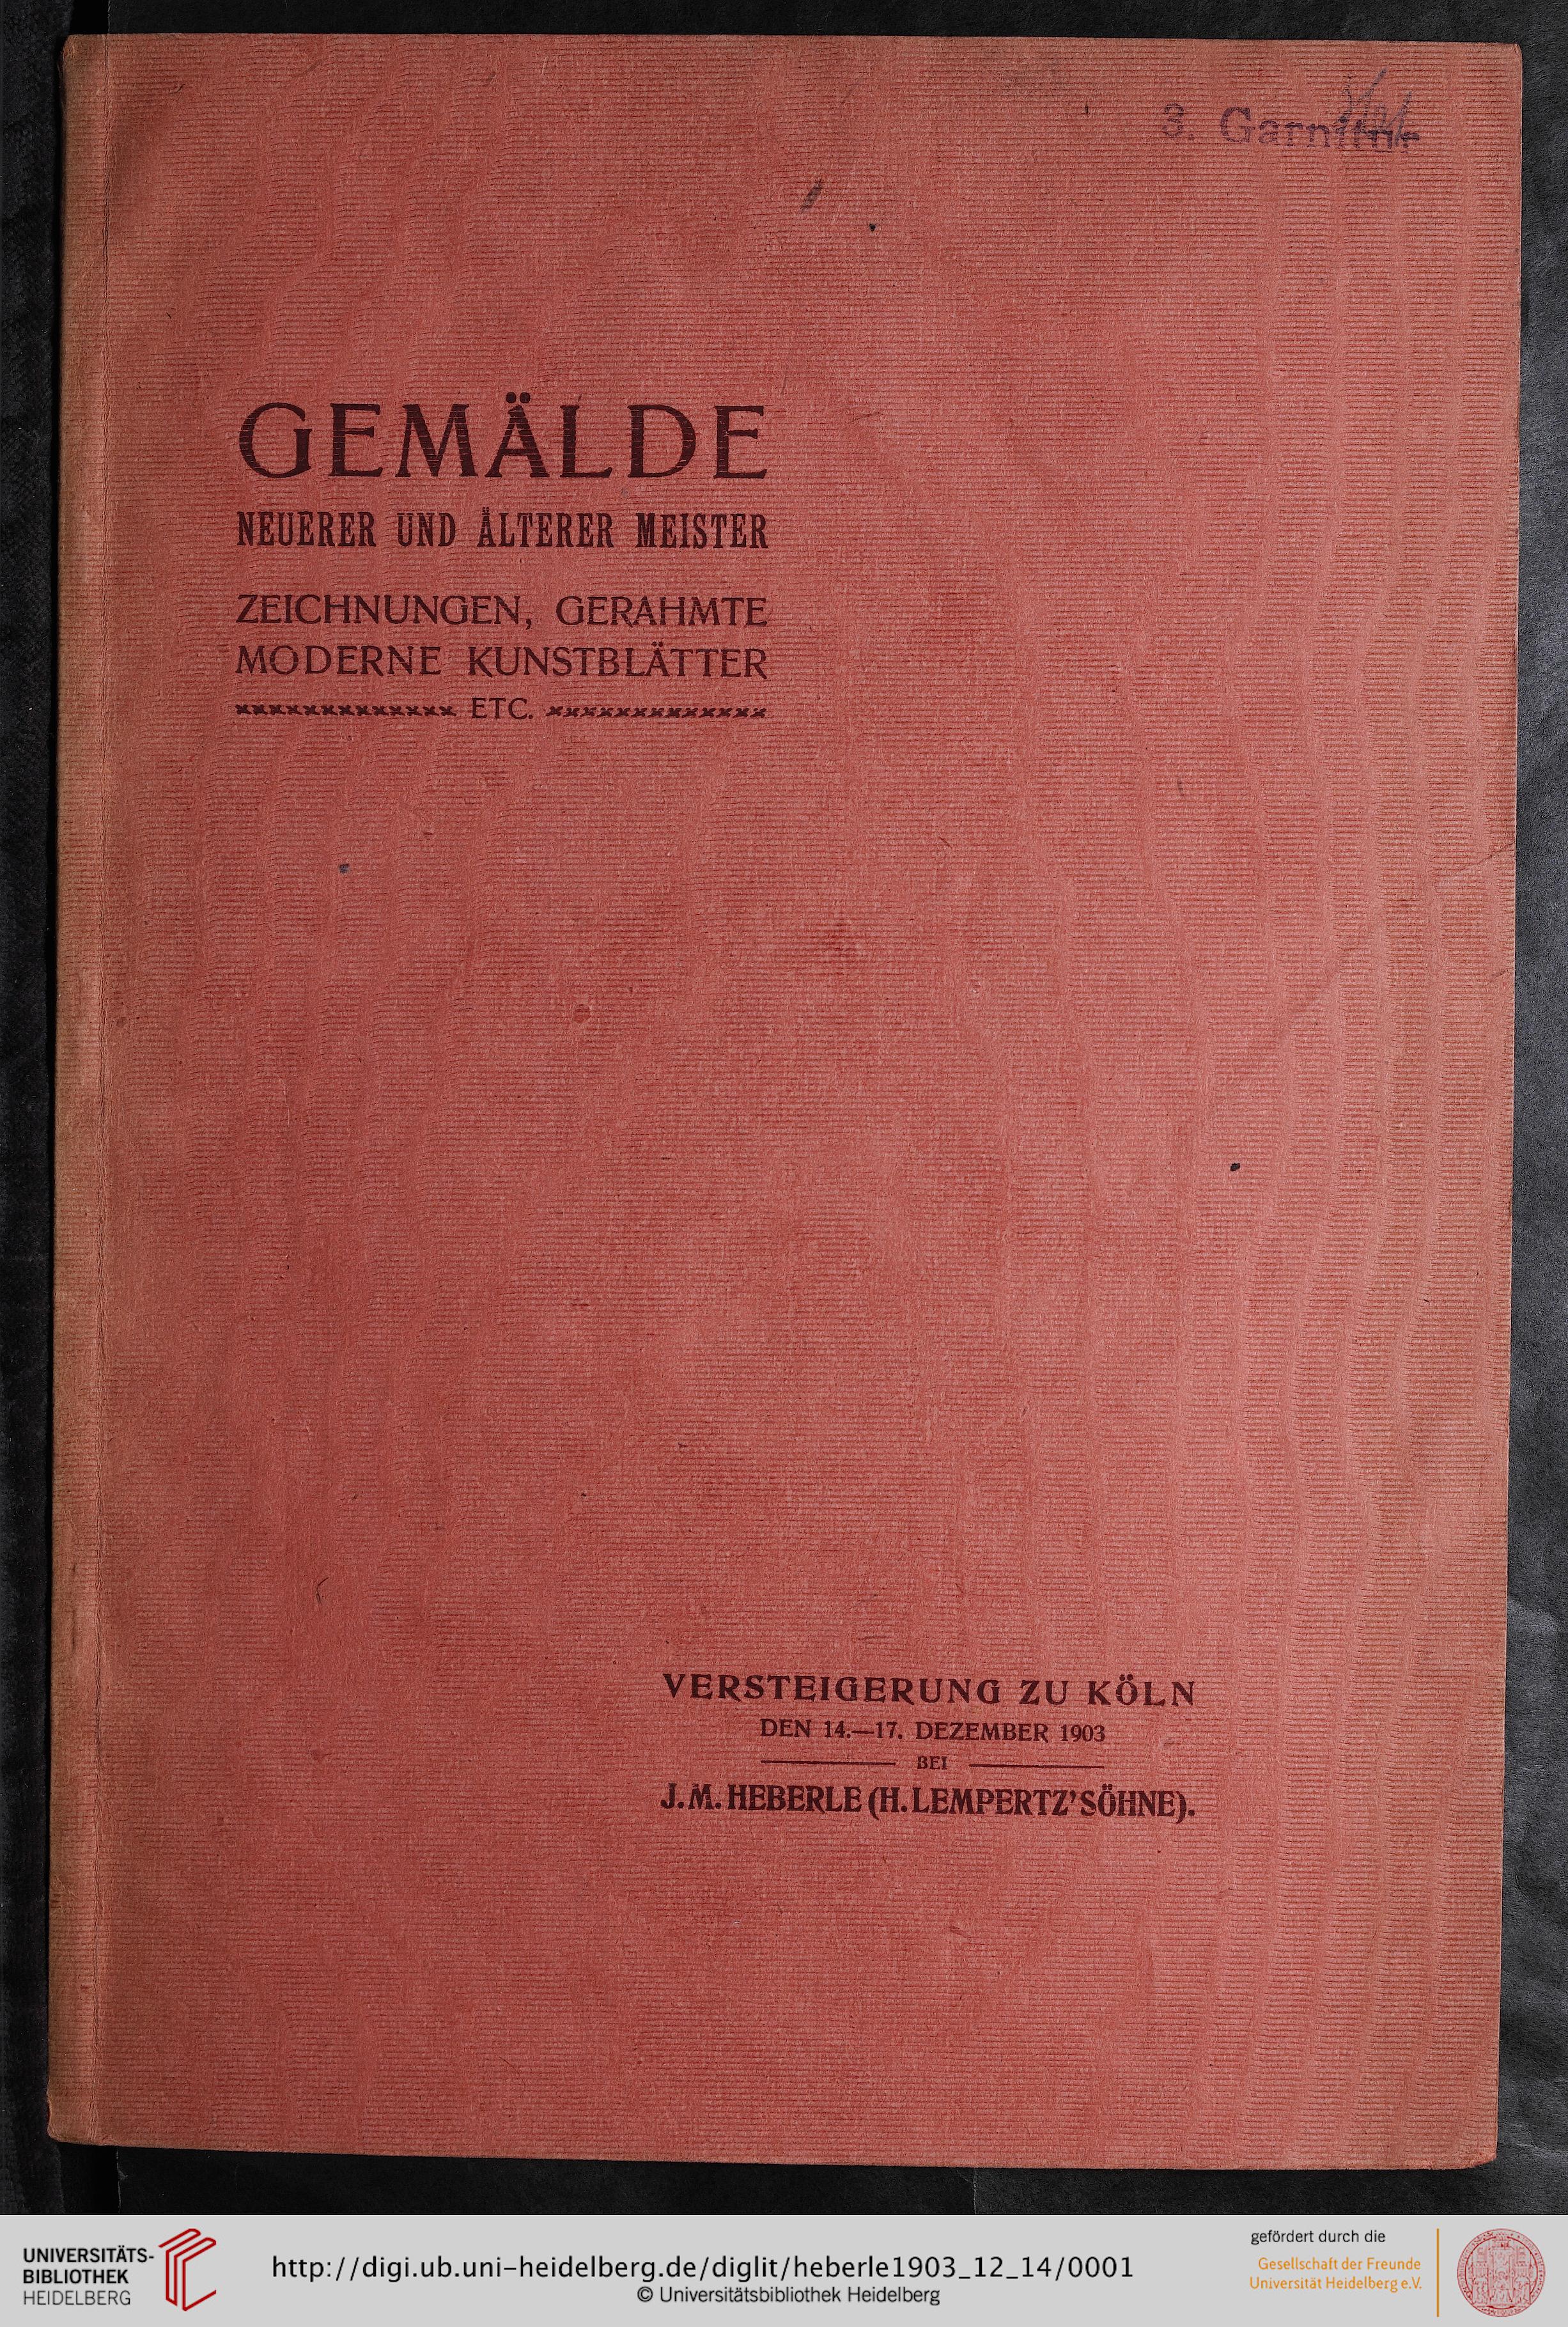 3. Garnitur
GEMÄLDE
NEUERER UND ÄLTERER MEISTER
ZEICHNUNGEN, GERAHMTE
MODERNE KUNSTBLÄTTER
ETC.
VERSTEIGERUNG ZU KÖLN
DEN 14.—17. DEZEMBER 1903
BEI
J. M. HEBERLE (H. LEMPERTZ' SÖHNE).
UNIVERSITÄTS-
BIBLIOTHEK
HEIDELBERG
http://digi.ub.uni-heidelberg.de/diglit/heberle1903_12_14/0001
© Universitätsbibliothek Heidelberg
gefördert durch die
Gesellschaft der Freunde
Universität Heidelberg e.V.